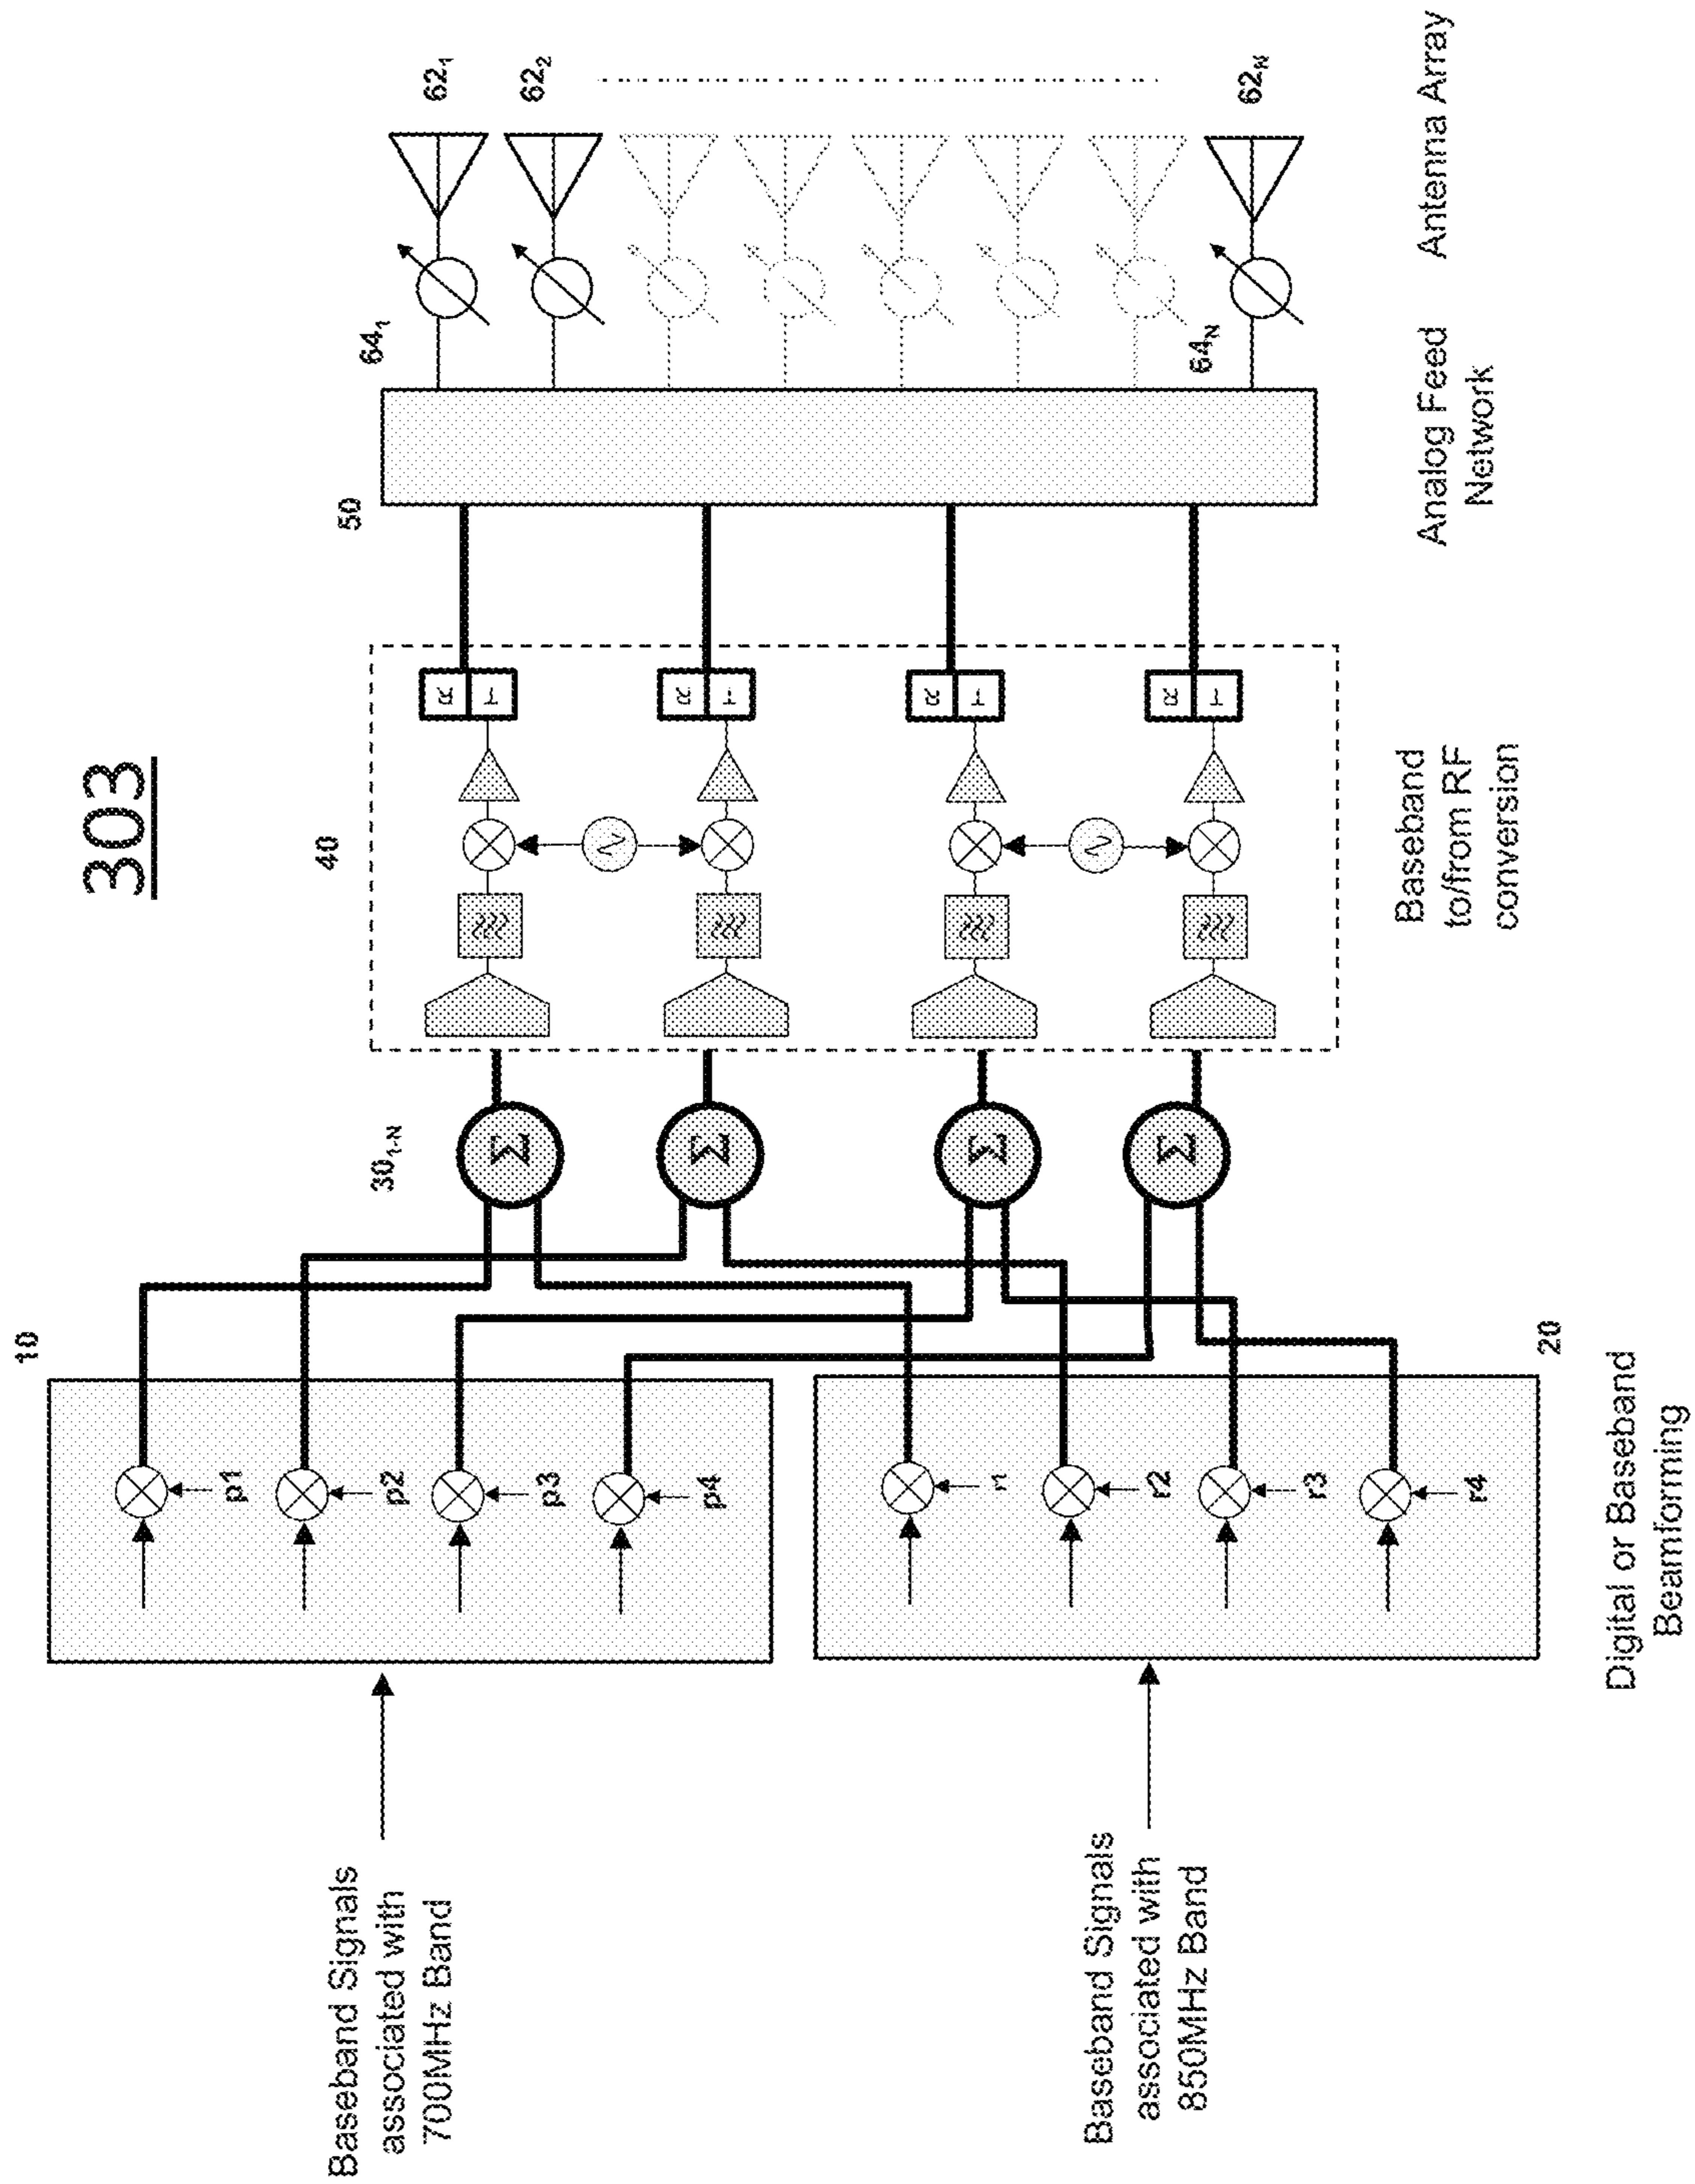 303
Baseband Signals
associated with
700MHz Band
Baseband Signals
associated with
850MHz Band
10
p1
p2
p3
p4
20
r1
r2
r3
r4
Digital or Baseband
Beamforming
30₁₋N
Σ
Σ
Σ
Σ
40
R
T
R
T
R
T
R
T
Baseband
to/from RF
conversion
50
Analog Feed
Network
64₁
64N
62₁
62₂
62N
Antenna Array